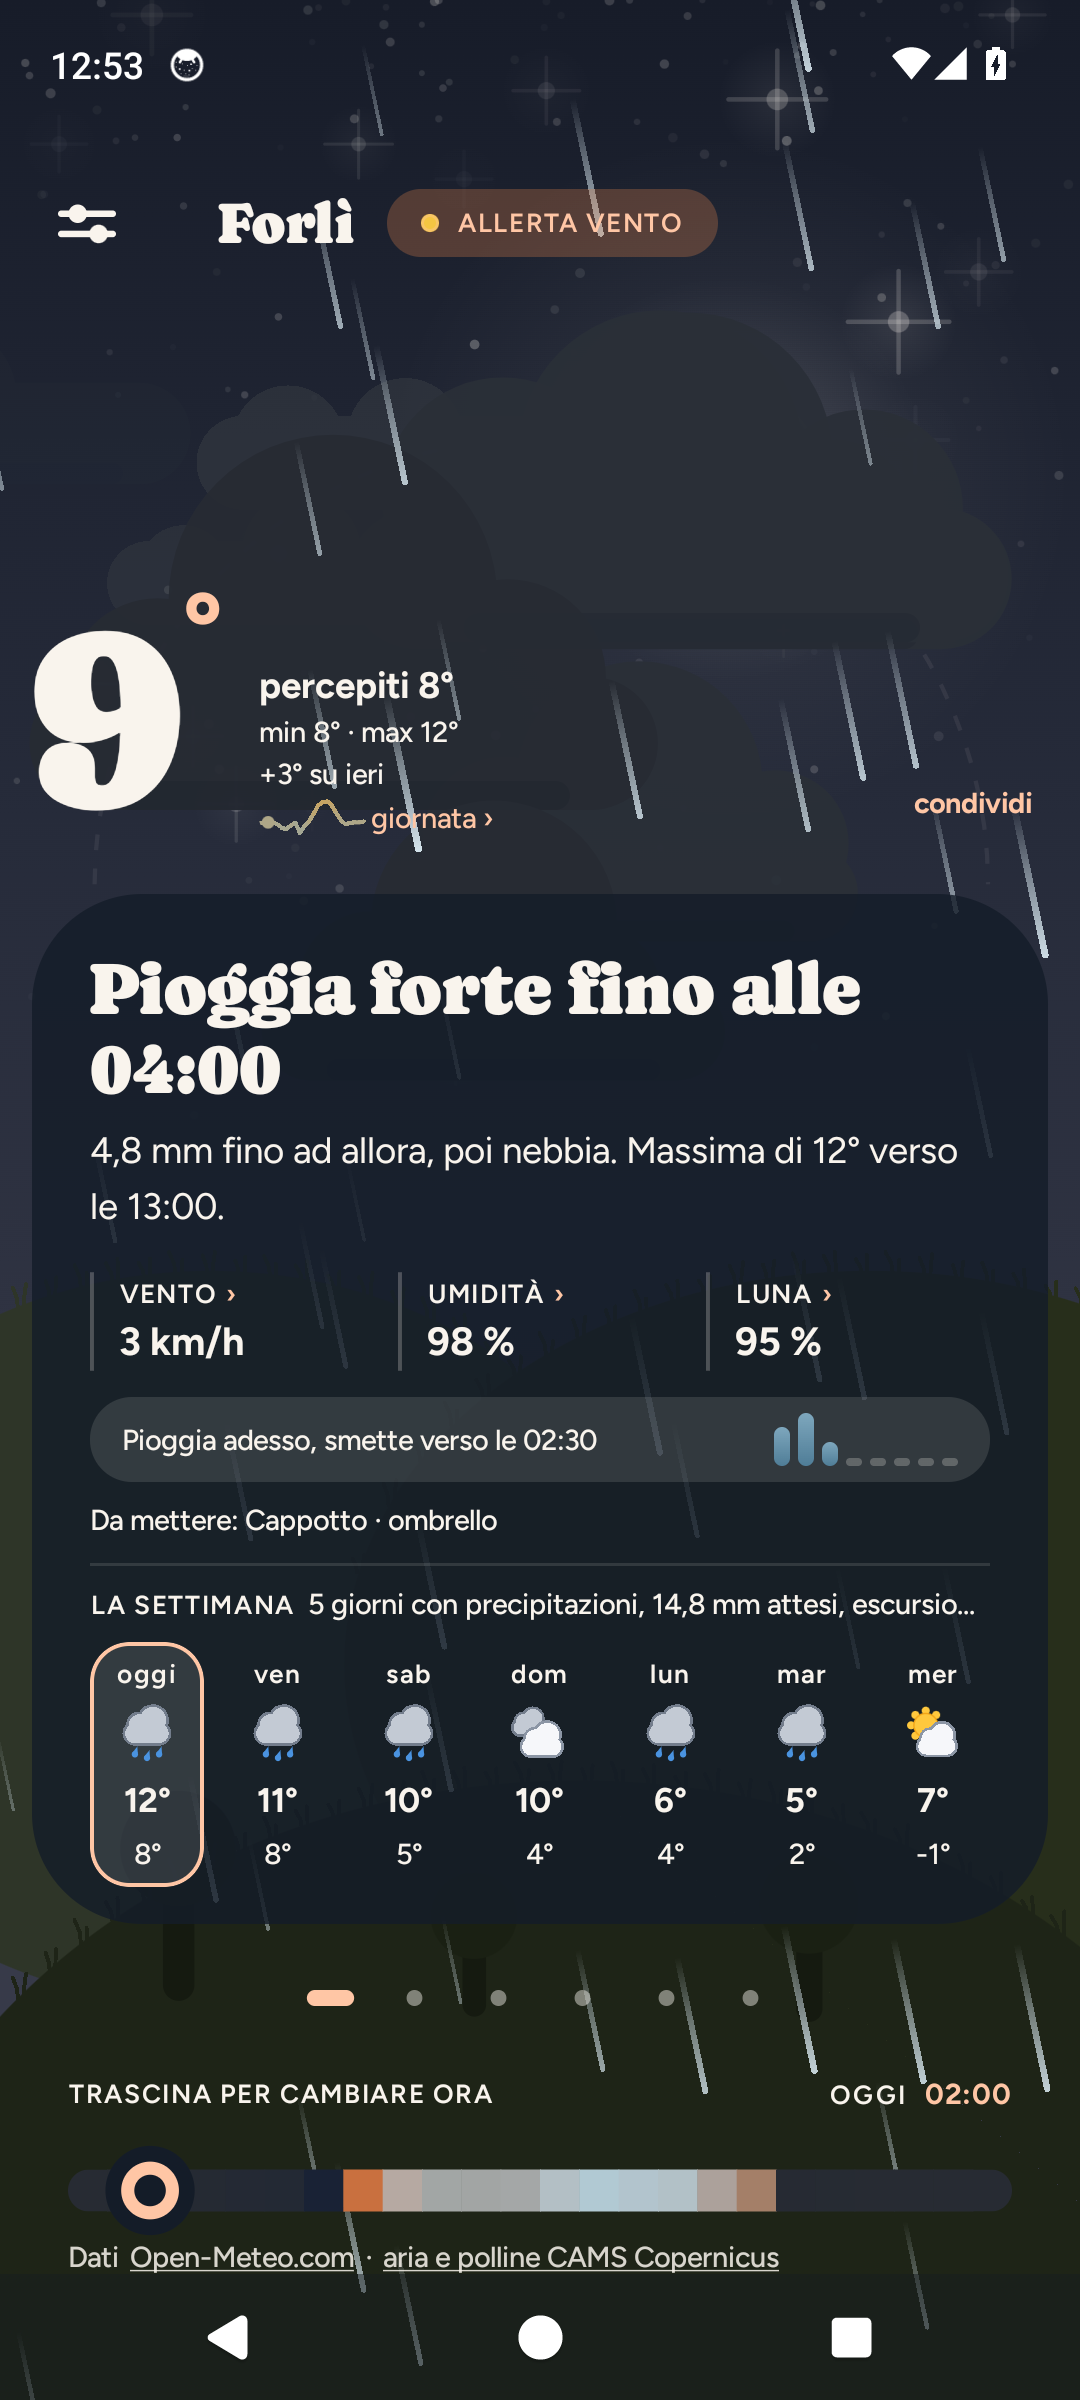 12:53
Forlì
ALLERTA VENTO
9°
percepiti 8°
min 8° · max 12°
+3° su ieri
giornata ›
condividi
Pioggia forte fino alle
04:00
4,8 mm fino ad allora, poi nebbia. Massima di 12° verso
le 13:00.
VENTO › UMIDITÀ › LUNA ›
3 km/h 98 % 95 %
Pioggia adesso, smette verso le 02:30
Da mettere: Cappotto · ombrello
LA SETTIMANA 5 giorni con precipitazioni, 14,8 mm attesi, escursio...
oggi ven sab dom lun mar mer
12° 11° 10° 10° 6° 5° 7°
8° 8° 5° 4° 4° 2° -1°
TRASCINA PER CAMBIARE ORA OGGI 02:00
Dati Open-Meteo.com · aria e polline CAMS Copernicus